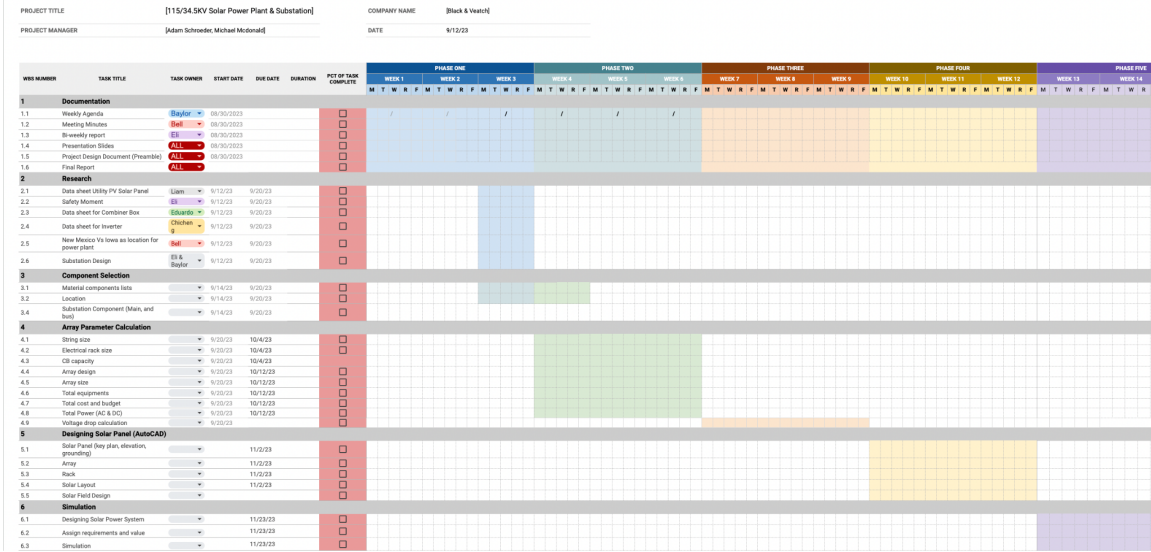 PROJECT TITLE [115/34.5KV Solar Power Plant & Substation] COMPANY NAME [Black & Veatch]
PROJECT MANAGER [Adam Schroeder, Michael Mcdonald] DATE 9/12/23
PHASE ONE PHASE TWO PHASE THREE PHASE FOUR PHASE FIVE
WBS NUMBER TASK TITLE TASK OWNER START DATE DUE DATE DURATION PCT OF TASK COMPLETE WEEK 1 WEEK 2 WEEK 3 WEEK 4 WEEK 5 WEEK 6 WEEK 7 WEEK 8 WEEK 9 WEEK 10 WEEK 11 WEEK 12 WEEK 13 WEEK 14
M T W R F M T W R F M T W R F M T W R F M T W R F M T W R F M T W R F M T W R F M T W R F M T W R F M T W R F M T W R F M T W R F M T W R F
1 Documentation
1.1 Weekly Agenda Baylor 08/30/2023 / / / / / /
1.2 Meeting Minutes Bell 08/30/2023
1.3 Bi-weekly report Eli 08/30/2023
1.4 Presentation Slides ALL 08/30/2023
1.5 Project Design Document (Preamble) ALL 08/30/2023
1.6 Final Report ALL
2 Research
2.1 Data sheet Utility PV Solar Panel Liam 9/12/23 9/20/23
2.2 Safety Moment Eli 9/12/23 9/20/23
2.3 Data sheet for Combiner Box Eduardo 9/12/23 9/20/23
2.4 Data sheet for Inverter Chichen g 9/12/23 9/20/23
2.5 New Mexico Vs Iowa as location for power plant Bell 9/12/23 9/20/23
2.6 Substation Design Eli & Baylor 9/12/23 9/20/23
3 Component Selection
3.1 Material components lists 9/14/23 9/20/23
3.2 Location 9/14/23 9/20/23
3.4 Substation Component (Main, and bus) 9/14/23 9/20/23
4 Array Parameter Calculation
4.1 String size 9/20/23 10/4/23
4.2 Electrical rack size 9/20/23 10/4/23
4.3 CB capacity 9/20/23 10/4/23
4.4 Array design 9/20/23 10/12/23
4.5 Array size 9/20/23 10/12/23
4.6 Total equipments 9/20/23 10/12/23
4.7 Total cost and budget 9/20/23 10/12/23
4.8 Total Power (AC & DC) 9/20/23 10/12/23
4.9 Voltage drop calculation 9/20/23
5 Designing Solar Panel (AutoCAD)
5.1 Solar Panel (key plan, elevation, grounding) 11/2/23
5.2 Array 11/2/23
5.3 Rack 11/2/23
5.4 Solar Layout 11/2/23
5.5 Solar Field Design
6 Simulation
6.1 Designing Solar Power System 11/23/23
6.2 Assign requirements and value 11/23/23
6.3 Simulation 11/23/23